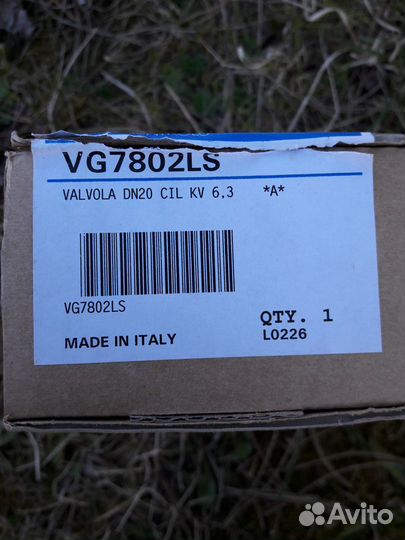 VG7802LS
VALVOLA DN20 CIL KV 6.3 *A*
VG7802LS
QTY. 1
MADE IN ITALY
L0226
Avito